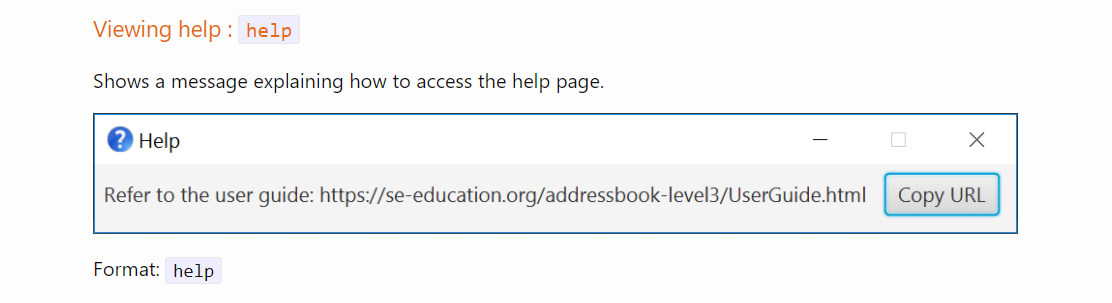 Viewing help : help
Shows a message explaining how to access the help page.
? Help
Refer to the user guide: https://se-education.org/addressbook-level3/UserGuide.html Copy URL
Format: help